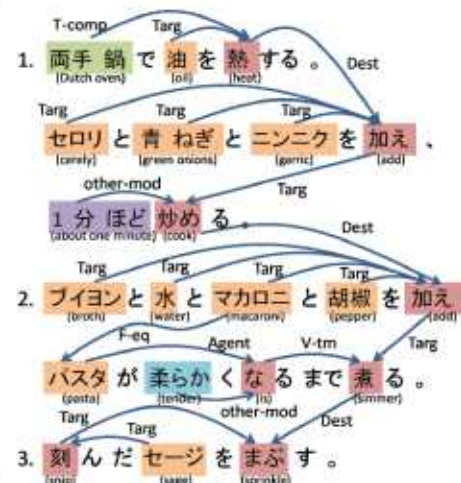 T-comp Targ
1. 両手 鍋 で 油 を 熱 する 。 Dest
(Dutch oven) (oil) (heat)
Targ Targ Targ
セロリ と 青 ねぎ と ニンニク を 加え 、
(cerely) (green onions) (add)
other-mod Targ
1 分 ほど 炒め る 。 Dest
(about one minute) (cook)
Targ Targ Targ Targ
2. ブイヨン と 水 と マカロニ と 胡椒 を 加え
(broth) (water) (macaroni) (pepper) (add)
F-eq Agent V-tm Targ
パスタ が 柔らか く な る まで 煮 る 。
(pasta) (tender) (is) (simmer)
Targ Targ other-mod Dest
3. 刻 ん だ セージ を まぶ す 。
(sage) (sprinkle)